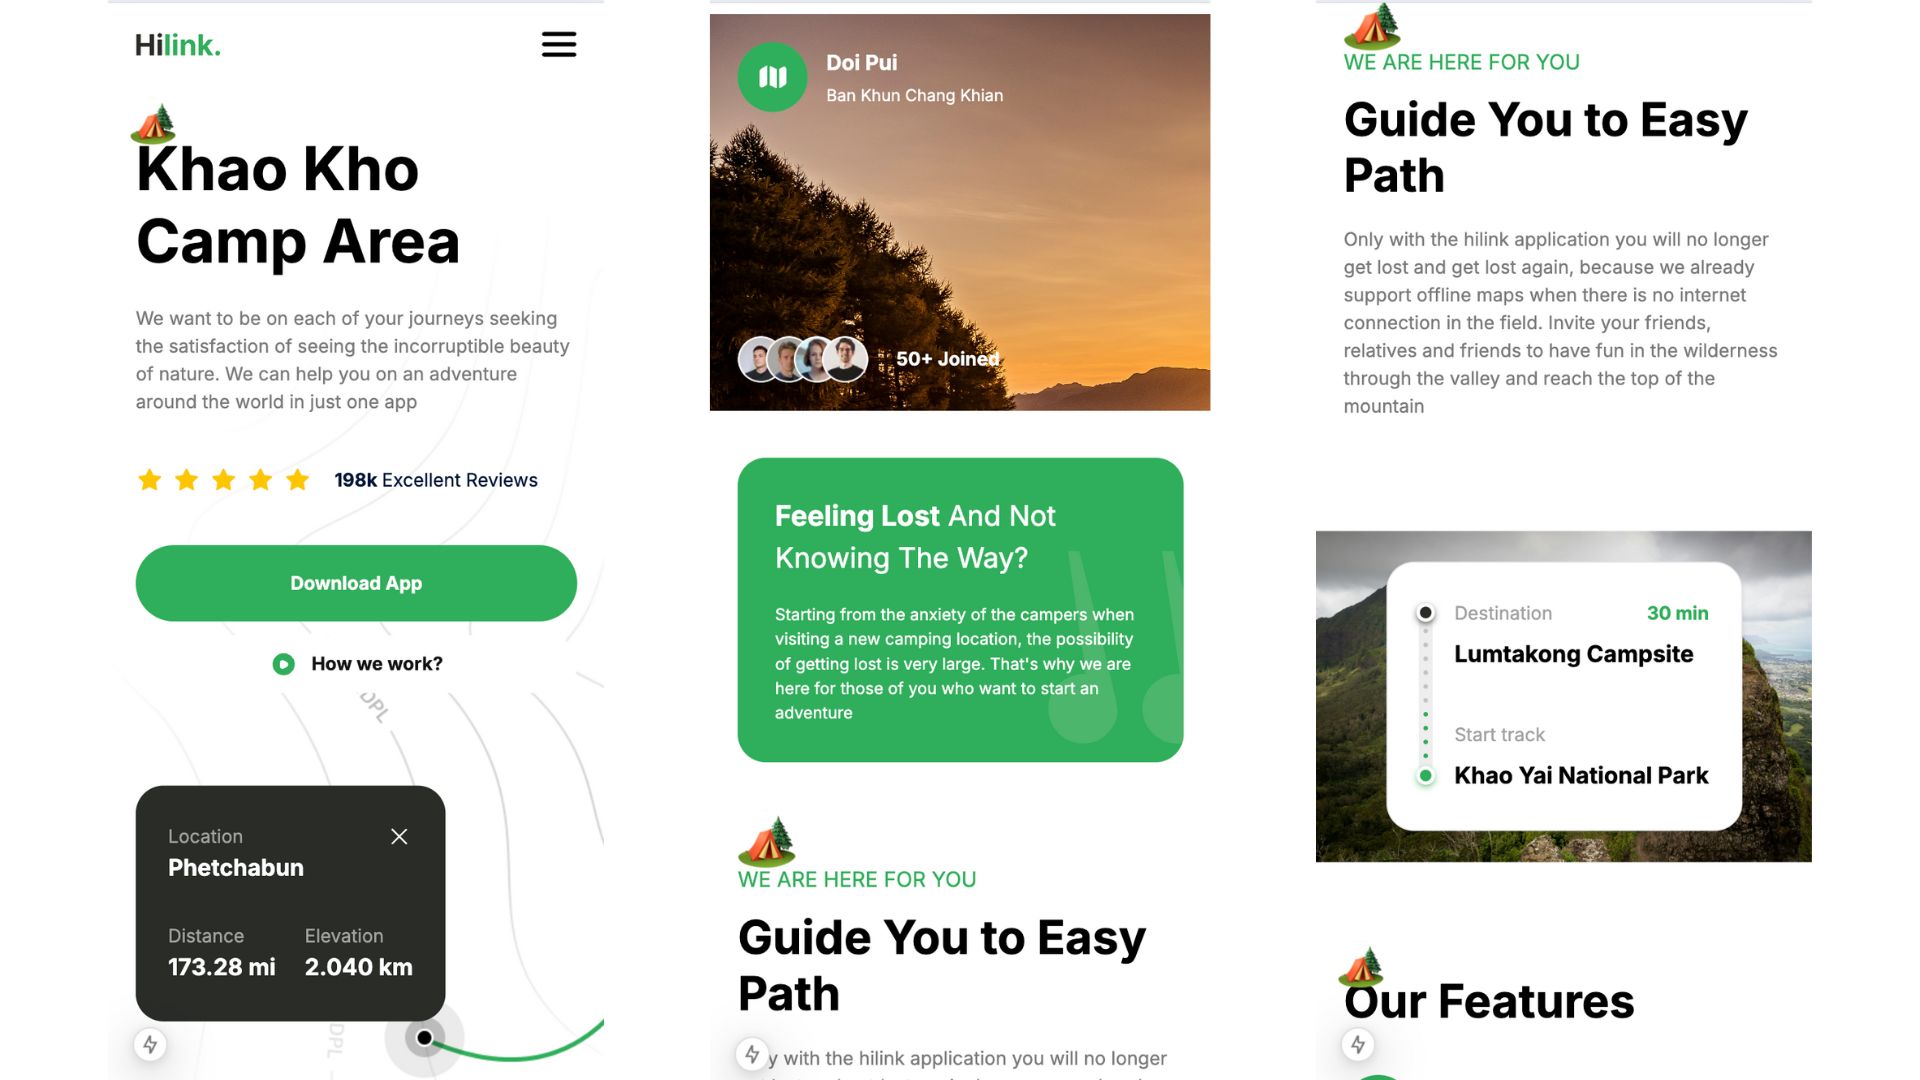 Hilink.
Khao Kho
Camp Area
We want to be on each of your journeys seeking
the satisfaction of seeing the incorruptible beauty
of nature. We can help you on an adventure
around the world in just one app
198k Excellent Reviews
Download App
How we work?
DPL
Location
Phetchabun
Distance
Elevation
173.28 mi
2.040 km
DPL
Doi Pui
Ban Khun Chang Khian
50+ Joined
Feeling Lost And Not
Knowing The Way?
Starting from the anxiety of the campers when
visiting a new camping location, the possibility
of getting lost is very large. That's why we are
here for those of you who want to start an
adventure
WE ARE HERE FOR YOU
Guide You to Easy
Path
y with the hilink application you will no longer
WE ARE HERE FOR YOU
Guide You to Easy
Path
Only with the hilink application you will no longer
get lost and get lost again, because we already
support offline maps when there is no internet
connection in the field. Invite your friends,
relatives and friends to have fun in the wilderness
through the valley and reach the top of the
mountain
Destination
30 min
Lumtakong Campsite
Start track
Khao Yai National Park
Our Features